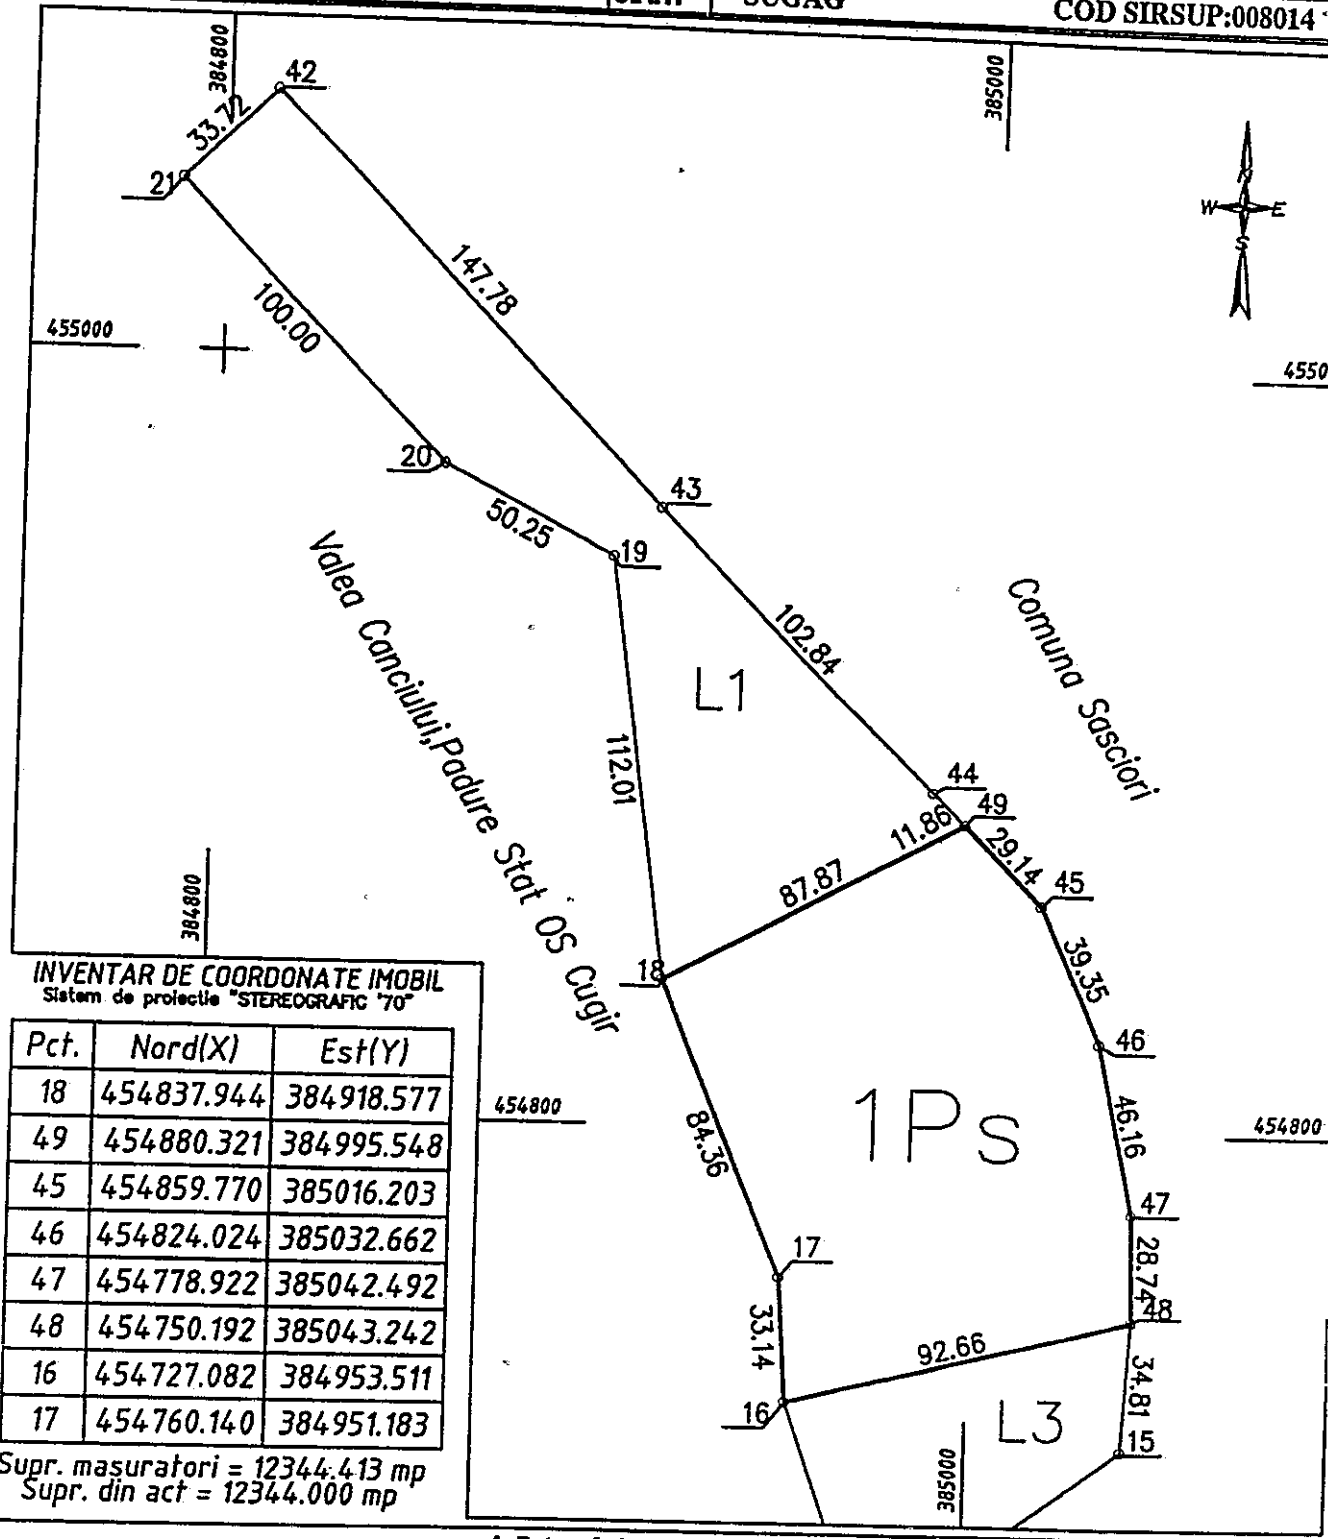 SUGAG
COD SIRSUP:008014
384800
42
385000
33.72
21
N
W E
S
147.78
100.00
455000
4550
20
43
50.25
19
Valea Canciului,Padure Stat OS Cugir
Comuna Sasciori
102.84
L1
112.01
44
49
11.86
29.14
87.87
45
384800
39.35
18
46
INVENTAR DE COORDONATE IMOBIL
Sistem de proiectie "STEREOGRAFIC '70"
Pct. Nord(X) Est(Y)
18 454837.944 384918.577
49 454880.321 384995.548
45 454859.770 385016.203
46 454824.024 385032.662
47 454778.922 385042.492
48 454750.192 385043.242
16 454727.082 384953.511
17 454760.140 384951.183
Supr. masuratori = 12344.413 mp
Supr. din act = 12344.000 mp
454800
1Ps
46.16
454800
84.36
47
17
28.74
48
33.14
92.66
34.81
16
L3
15
385000